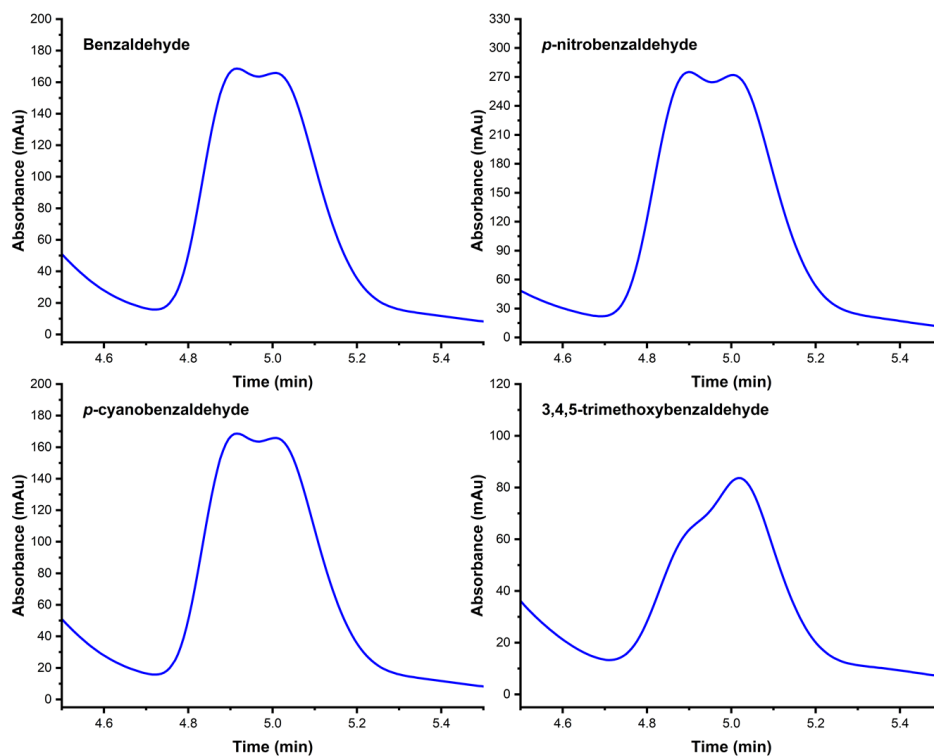 Benzaldehyde
Absorbance (mAu)
200
180
160
140
120
100
80
60
40
20
0
4.6 4.8 5.0 5.2 5.4
Time (min)
p-nitrobenzaldehyde
Absorbance (mAu)
330
300
270
240
210
180
150
120
90
60
30
0
4.6 4.8 5.0 5.2 5.4
Time (min)
p-cyanobenzaldehyde
Absorbance (mAu)
200
180
160
140
120
100
80
60
40
20
0
4.6 4.8 5.0 5.2 5.4
Time (min)
3,4,5-trimethoxybenzaldehyde
Absorbance (mAu)
120
100
80
60
40
20
0
4.6 4.8 5.0 5.2 5.4
Time (min)